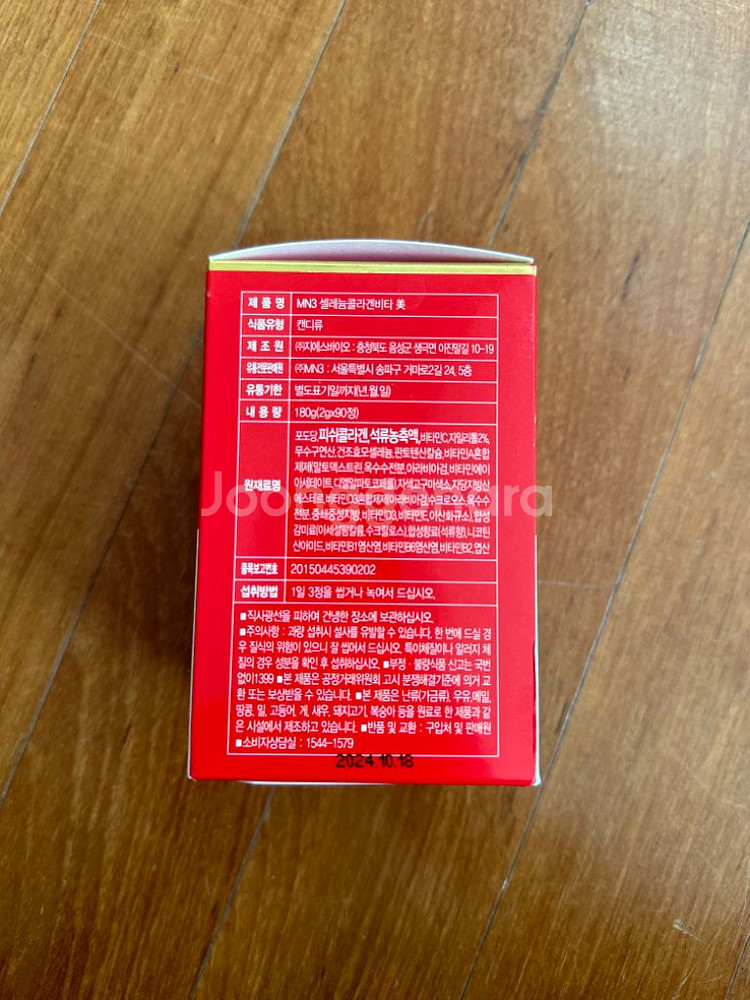 제 품 명 MN3 셀레늄콜라겐비타 美
식품유형 캔디류
제 조 원 ㈜지에스바이오 : 충청북도 음성군 생극면 이진말길 10-19
유통전문판매원 ㈜MN3 : 서울특별시 송파구 거마로2길 24, 5층
유통기한 별도표기일까지(년.월.일)
내 용 량 180g(2g×90정)
원재료명
포도당, 피쉬콜라겐, 석류농축액, 비타민C, 자일리톨2%,
무수구연산, 건조효모셀레늄, 판토텐산칼슘, 비타민A혼합
제제(말토덱스트린, 옥수수전분, 아라비아검, 비타민에이
아세테이트, 디엘알파토코페롤)자색고구마색소, 자당지방산
에스테르, 비타민D3혼합제제(아라비아검, 수크로오스, 옥수수
전분, 중쇄중성지방, 비타민D3, 비타민E, 이산화규소), 합성
감미료(아세설팜칼륨, 수크랄로스), 합성향료(석류향), 니코틴
산아미드, 비타민B1염산염, 비타민B6염산염, 비타민B2, 엽산
품목보고번호 20150445390202
섭취방법 1일 3정을 씹거나 녹여서 드십시오.
■직사광선을 피하여 건냉한 장소에 보관하십시오.
■주의사항 : 과량 섭취시 설사를 유발할 수 있습니다. 한 번에 드실 경
우 질식의 위험이 있으니 잘 씹어서 드십시오. 특이체질이나 알러지 체
질의 경우 성분을 확인 후 섭취하십시오. ■부정·불량식품 신고는 국번
없이1399 ■본 제품은 공정거래위원회 고시 분쟁해결기준에 의거 교
환 또는 보상받을 수 있습니다. ■본 제품은 난류(가금류), 우유, 메밀,
땅콩, 밀, 고등어, 게, 새우, 돼지고기, 복숭아 등을 원료로 한 제품과 같
은 시설에서 제조하고 있습니다. ■반품 및 교환 : 구입처 및 판매원
■소비자상담실 : 1544-1579
2024.10.18